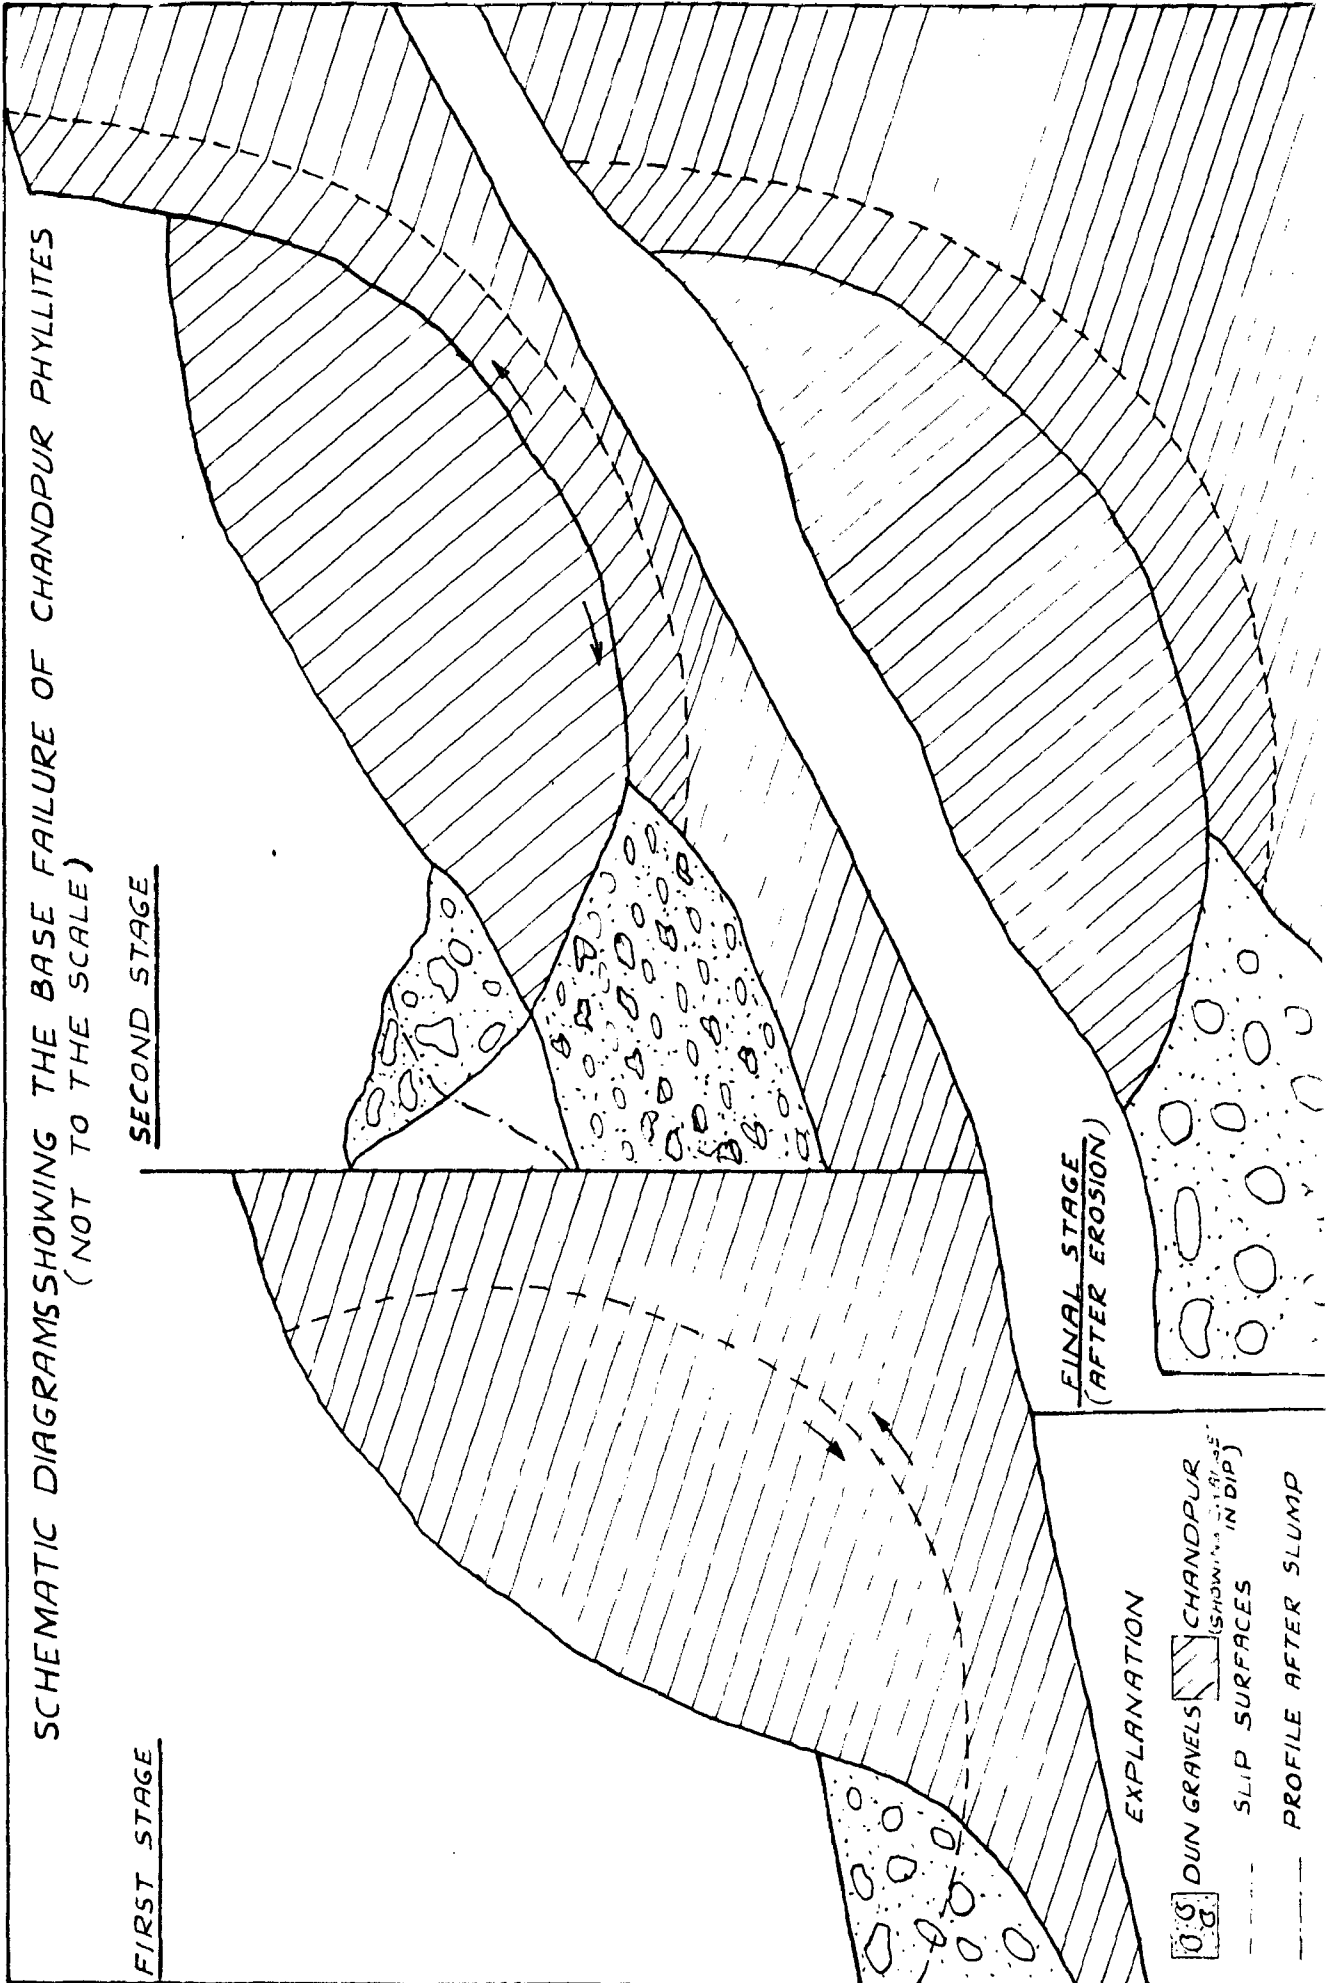 SCHEMATIC DIAGRAMS SHOWING THE BASE FAILURE OF CHANDPUR PHYLLITES
(NOT TO THE SCALE)
FIRST STAGE
SECOND STAGE
FINAL STAGE
(AFTER EROSION)
EXPLANATION
DUN GRAVELS
CHANDPUR
IN DIP)
SLIP SURFACES
PROFILE AFTER SLUMP